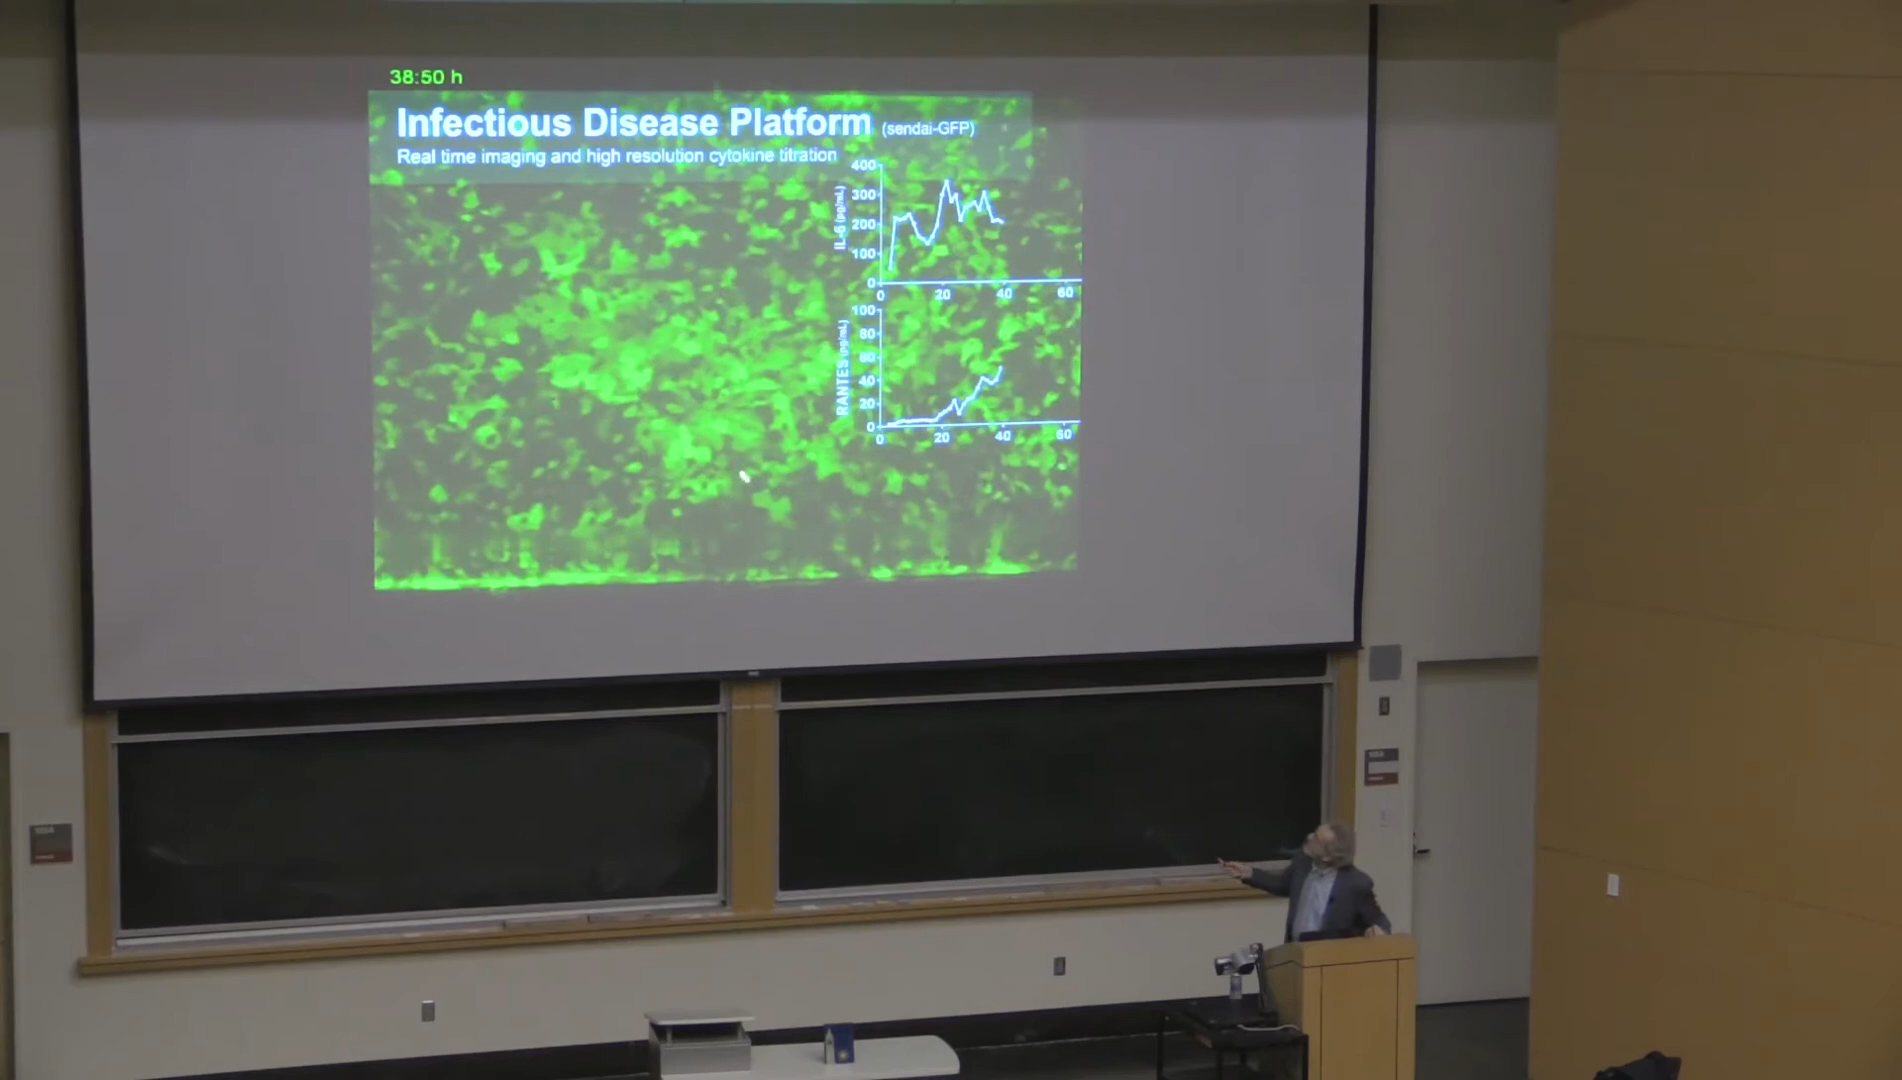 38:50 h
Infectious Disease Platform (sendai-GFP)
Real time imaging and high resolution cytokine titration
400
300
200
100
0
IL-6 (pg/mL)
0 20 40 60
100
80
60
40
20
0
RANTES (pg/mL)
0 20 40 60